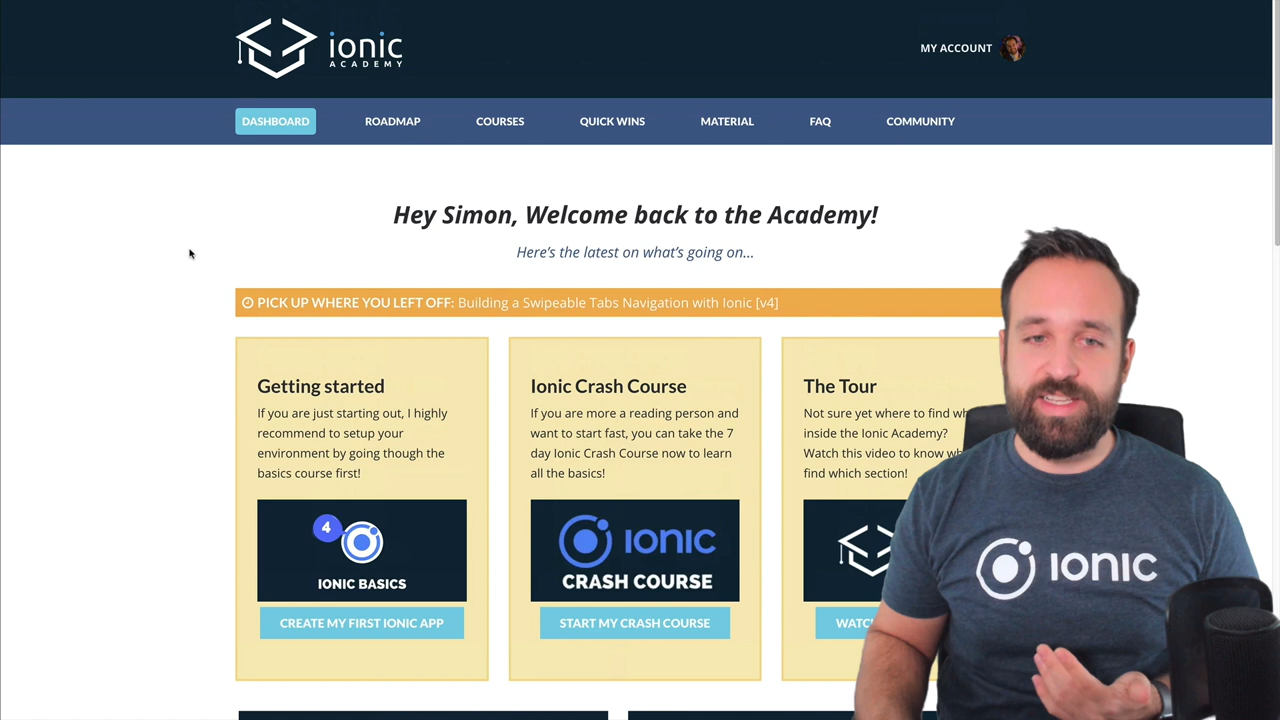 ionic
ACADEMY
MY ACCOUNT
DASHBOARD
ROADMAP
COURSES
QUICK WINS
MATERIAL
FAQ
COMMUNITY
Hey Simon, Welcome back to the Academy!
Here's the latest on what's going on...
PICK UP WHERE YOU LEFT OFF: Building a Swipeable Tabs Navigation with Ionic [v4]
Getting started
If you are just starting out, I highly
recommend to setup your
environment by going though the
basics course first!
4
IONIC BASICS
CREATE MY FIRST IONIC APP
Ionic Crash Course
If you are more a reading person and
want to start fast, you can take the 7
day Ionic Crash Course now to learn
all the basics!
IONIC
CRASH COURSE
START MY CRASH COURSE
The Tour
Not sure yet where to find
inside the Ionic Academy?
Watch this video to know
find which section!
IONIC